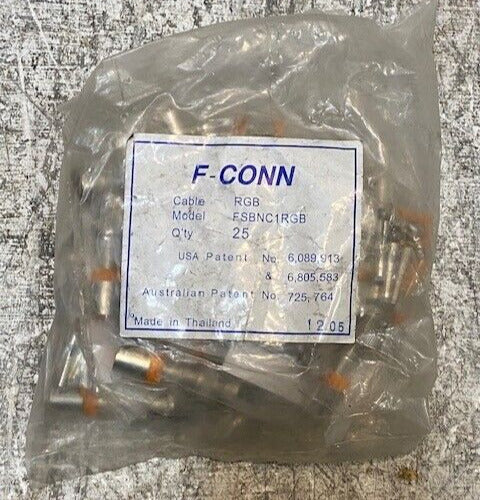 F-CONN
Cable RGB
Model FSBNC1RGB
Q'ty 25
USA Patent No. 6,089,913
& 6,805,583
Australian Patent No. 725,764
Made in Thailand 12 05